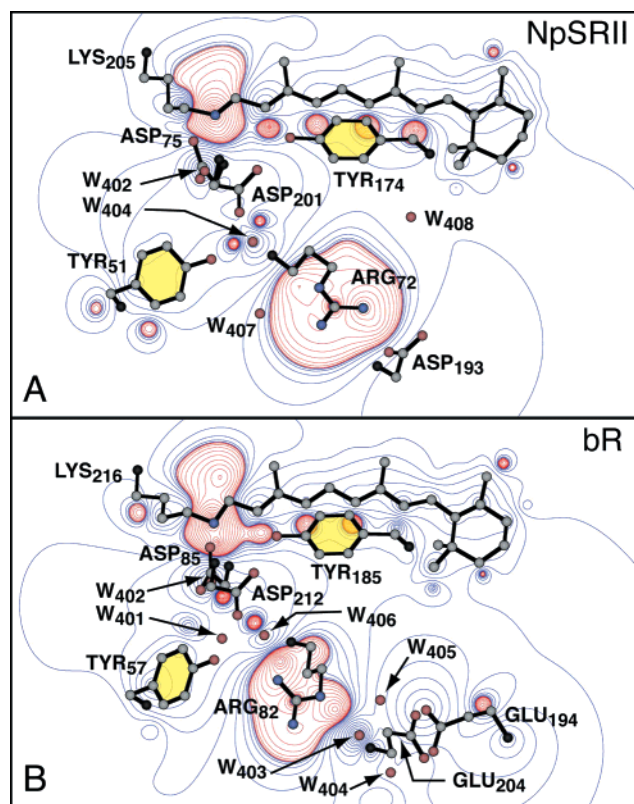 NpSRII
LYS205
ASP75
W402
ASP201
TYR174
W404
W408
TYR51
ARG72
W407
ASP193
A
bR
LYS216
ASP85
TYR185
W402
ASP212
W401
W406
TYR57
W405
ARG82
GLU194
W403
W404
GLU204
B